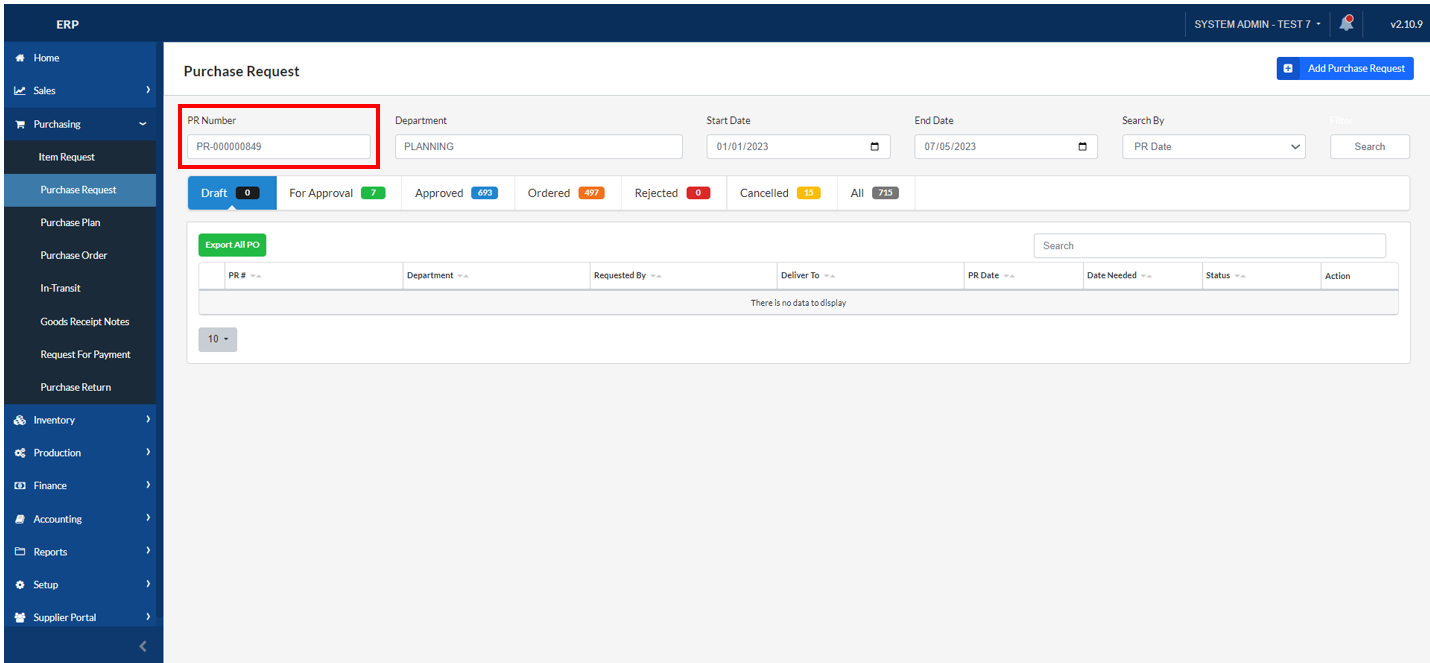 ERP
SYSTEM ADMIN - TEST 7
v2.10.9
Home
Sales
Purchasing
Item Request
Purchase Request
Purchase Plan
Purchase Order
In-Transit
Goods Receipt Notes
Request For Payment
Purchase Return
Inventory
Production
Finance
Accounting
Reports
Setup
Supplier Portal
Purchase Request
Add Purchase Request
PR Number Department Start Date End Date Search By Filter
PR-000000849 PLANNING 01/01/2023 07/05/2023 PR Date Search
Draft 0 For Approval 7 Approved 693 Ordered 497 Rejected 0 Cancelled 15 All 715
Export All PO Search
PR # Department Requested By Deliver To PR Date Date Needed Status Action
There is no data to display
10